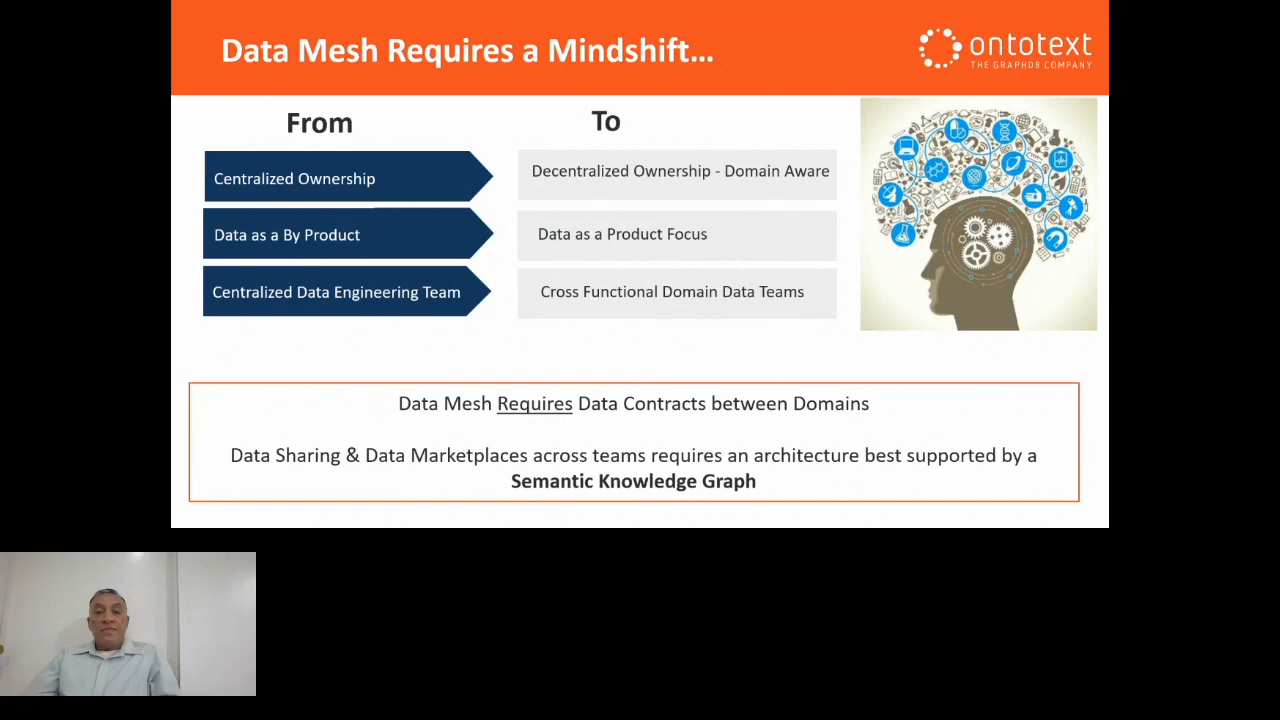 Data Mesh Requires a Mindshift...
ontotext
THE GRAPHDB COMPANY
From
To
Centralized Ownership
Decentralized Ownership - Domain Aware
Data as a By Product
Data as a Product Focus
Centralized Data Engineering Team
Cross Functional Domain Data Teams
Data Mesh Requires Data Contracts between Domains
Data Sharing & Data Marketplaces across teams requires an architecture best supported by a
Semantic Knowledge Graph